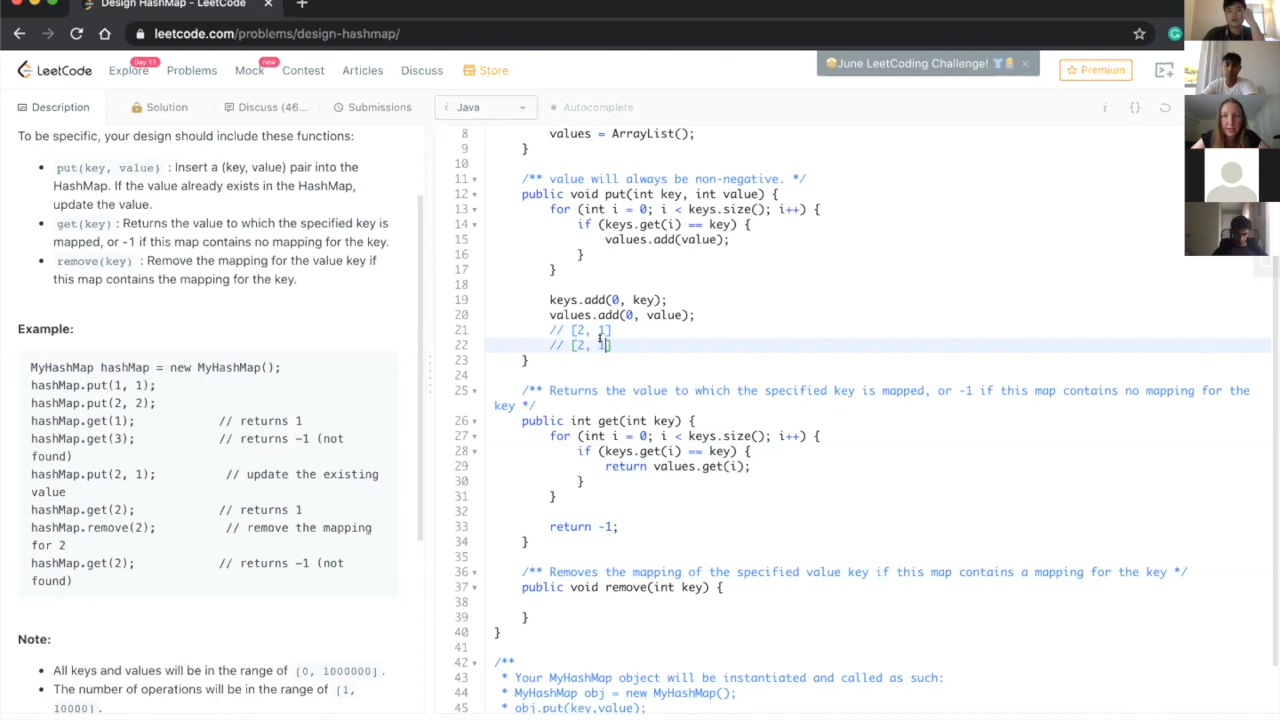 Design HashMap - LeetCode
leetcode.com/problems/design-hashmap/
LeetCode
Explore
Day 11
Problems
Mock
new
Contest
Articles
Discuss
Store
😀June LeetCoding Challenge!
Premium
Description
Solution
Discuss (46...
Submissions
Java
Autocomplete
To be specific, your design should include these functions:
• put(key, value) : Insert a (key, value) pair into the
HashMap. If the value already exists in the HashMap,
update the value.
• get(key) : Returns the value to which the specified key is
mapped, or -1 if this map contains no mapping for the key.
• remove(key) : Remove the mapping for the value key if
this map contains the mapping for the key.
Example:
MyHashMap hashMap = new MyHashMap();
hashMap.put(1, 1);
hashMap.put(2, 2);
hashMap.get(1); // returns 1
hashMap.get(3); // returns -1 (not
found)
hashMap.put(2, 1); // update the existing
value
hashMap.get(2); // returns 1
hashMap.remove(2); // remove the mapping
for 2
hashMap.get(2); // returns -1 (not
found)
Note:
• All keys and values will be in the range of [0, 1000000].
• The number of operations will be in the range of [1,
10000].
8 values = ArrayList();
9 }
10
11 /** value will always be non-negative. */
12 public void put(int key, int value) {
13 for (int i = 0; i < keys.size(); i++) {
14 if (keys.get(i) == key) {
15 values.add(value);
16 }
17 }
18
19 keys.add(0, key);
20 values.add(0, value);
21 // [2, 1]
22 // [2, 1]
23 }
24
25 /** Returns the value to which the specified key is mapped, or -1 if this map contains no mapping for the
key */
26 public int get(int key) {
27 for (int i = 0; i < keys.size(); i++) {
28 if (keys.get(i) == key) {
29 return values.get(i);
30 }
31 }
32
33 return -1;
34 }
35
36 /** Removes the mapping of the specified value key if this map contains a mapping for the key */
37 public void remove(int key) {
38
39 }
40 }
41
42 /**
43 * Your MyHashMap object will be instantiated and called as such:
44 * MyHashMap obj = new MyHashMap();
45 * obj.put(key,value);